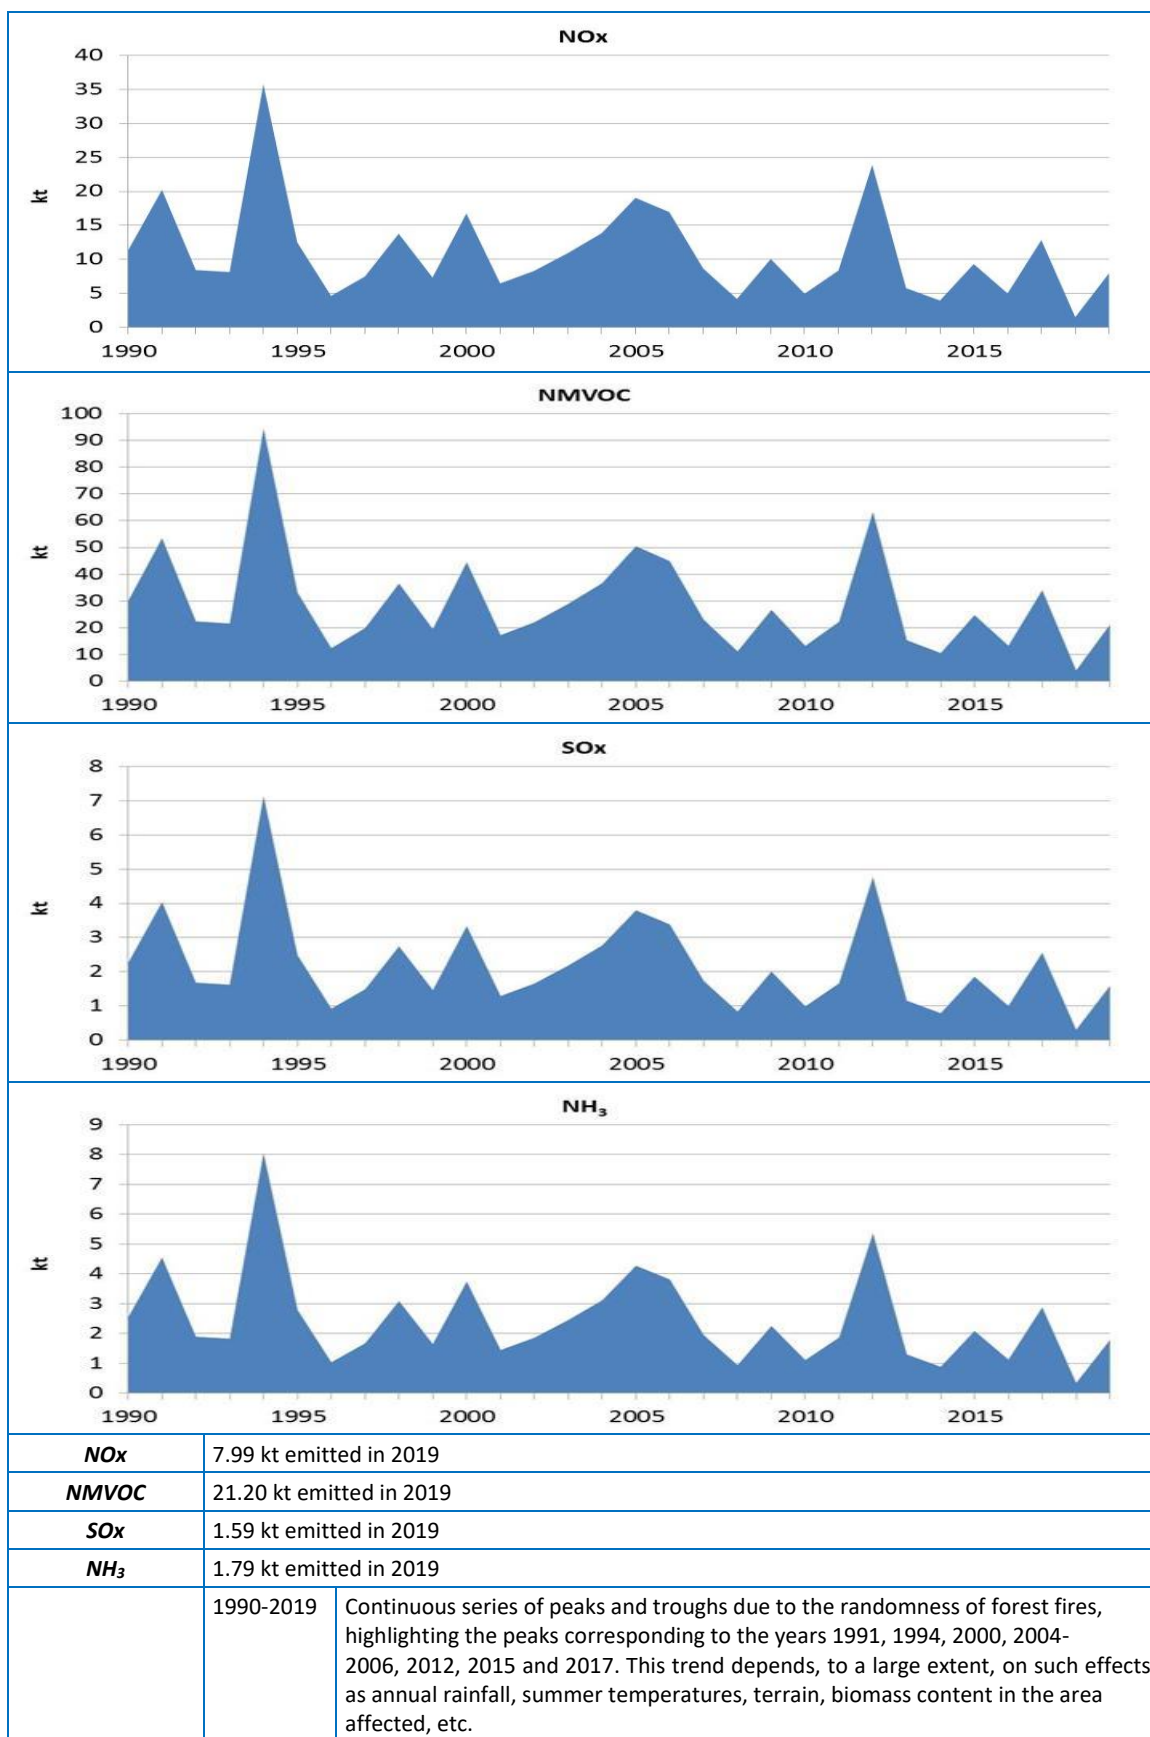 NOx
40
35
30
25
20
15
10
5
0
kt
1990 1995 2000 2005 2010 2015
NMVOC
100
90
80
70
60
50
40
30
20
10
0
kt
1990 1995 2000 2005 2010 2015
SOx
8
7
6
5
4
3
2
1
0
kt
1990 1995 2000 2005 2010 2015
NH₃
9
8
7
6
5
4
3
2
1
0
kt
1990 1995 2000 2005 2010 2015
NOx 7.99 kt emitted in 2019
NMVOC 21.20 kt emitted in 2019
SOx 1.59 kt emitted in 2019
NH₃ 1.79 kt emitted in 2019
1990-2019 Continuous series of peaks and troughs due to the randomness of forest fires,
highlighting the peaks corresponding to the years 1991, 1994, 2000, 2004-
2006, 2012, 2015 and 2017. This trend depends, to a large extent, on such effects
as annual rainfall, summer temperatures, terrain, biomass content in the area
affected, etc.